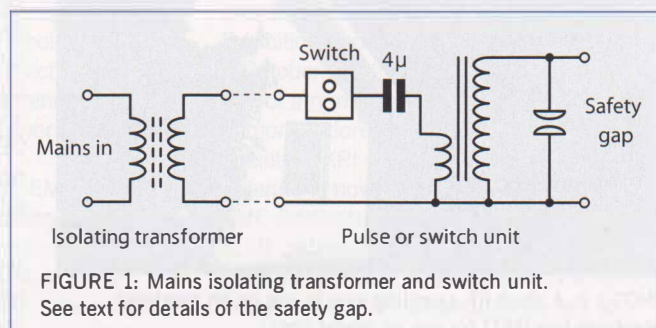 Switch
4µ
Mains in
Safety
gap
Isolating transformer
Pulse or switch unit
FIGURE 1: Mains isolating transformer and switch unit.
See text for details of the safety gap.